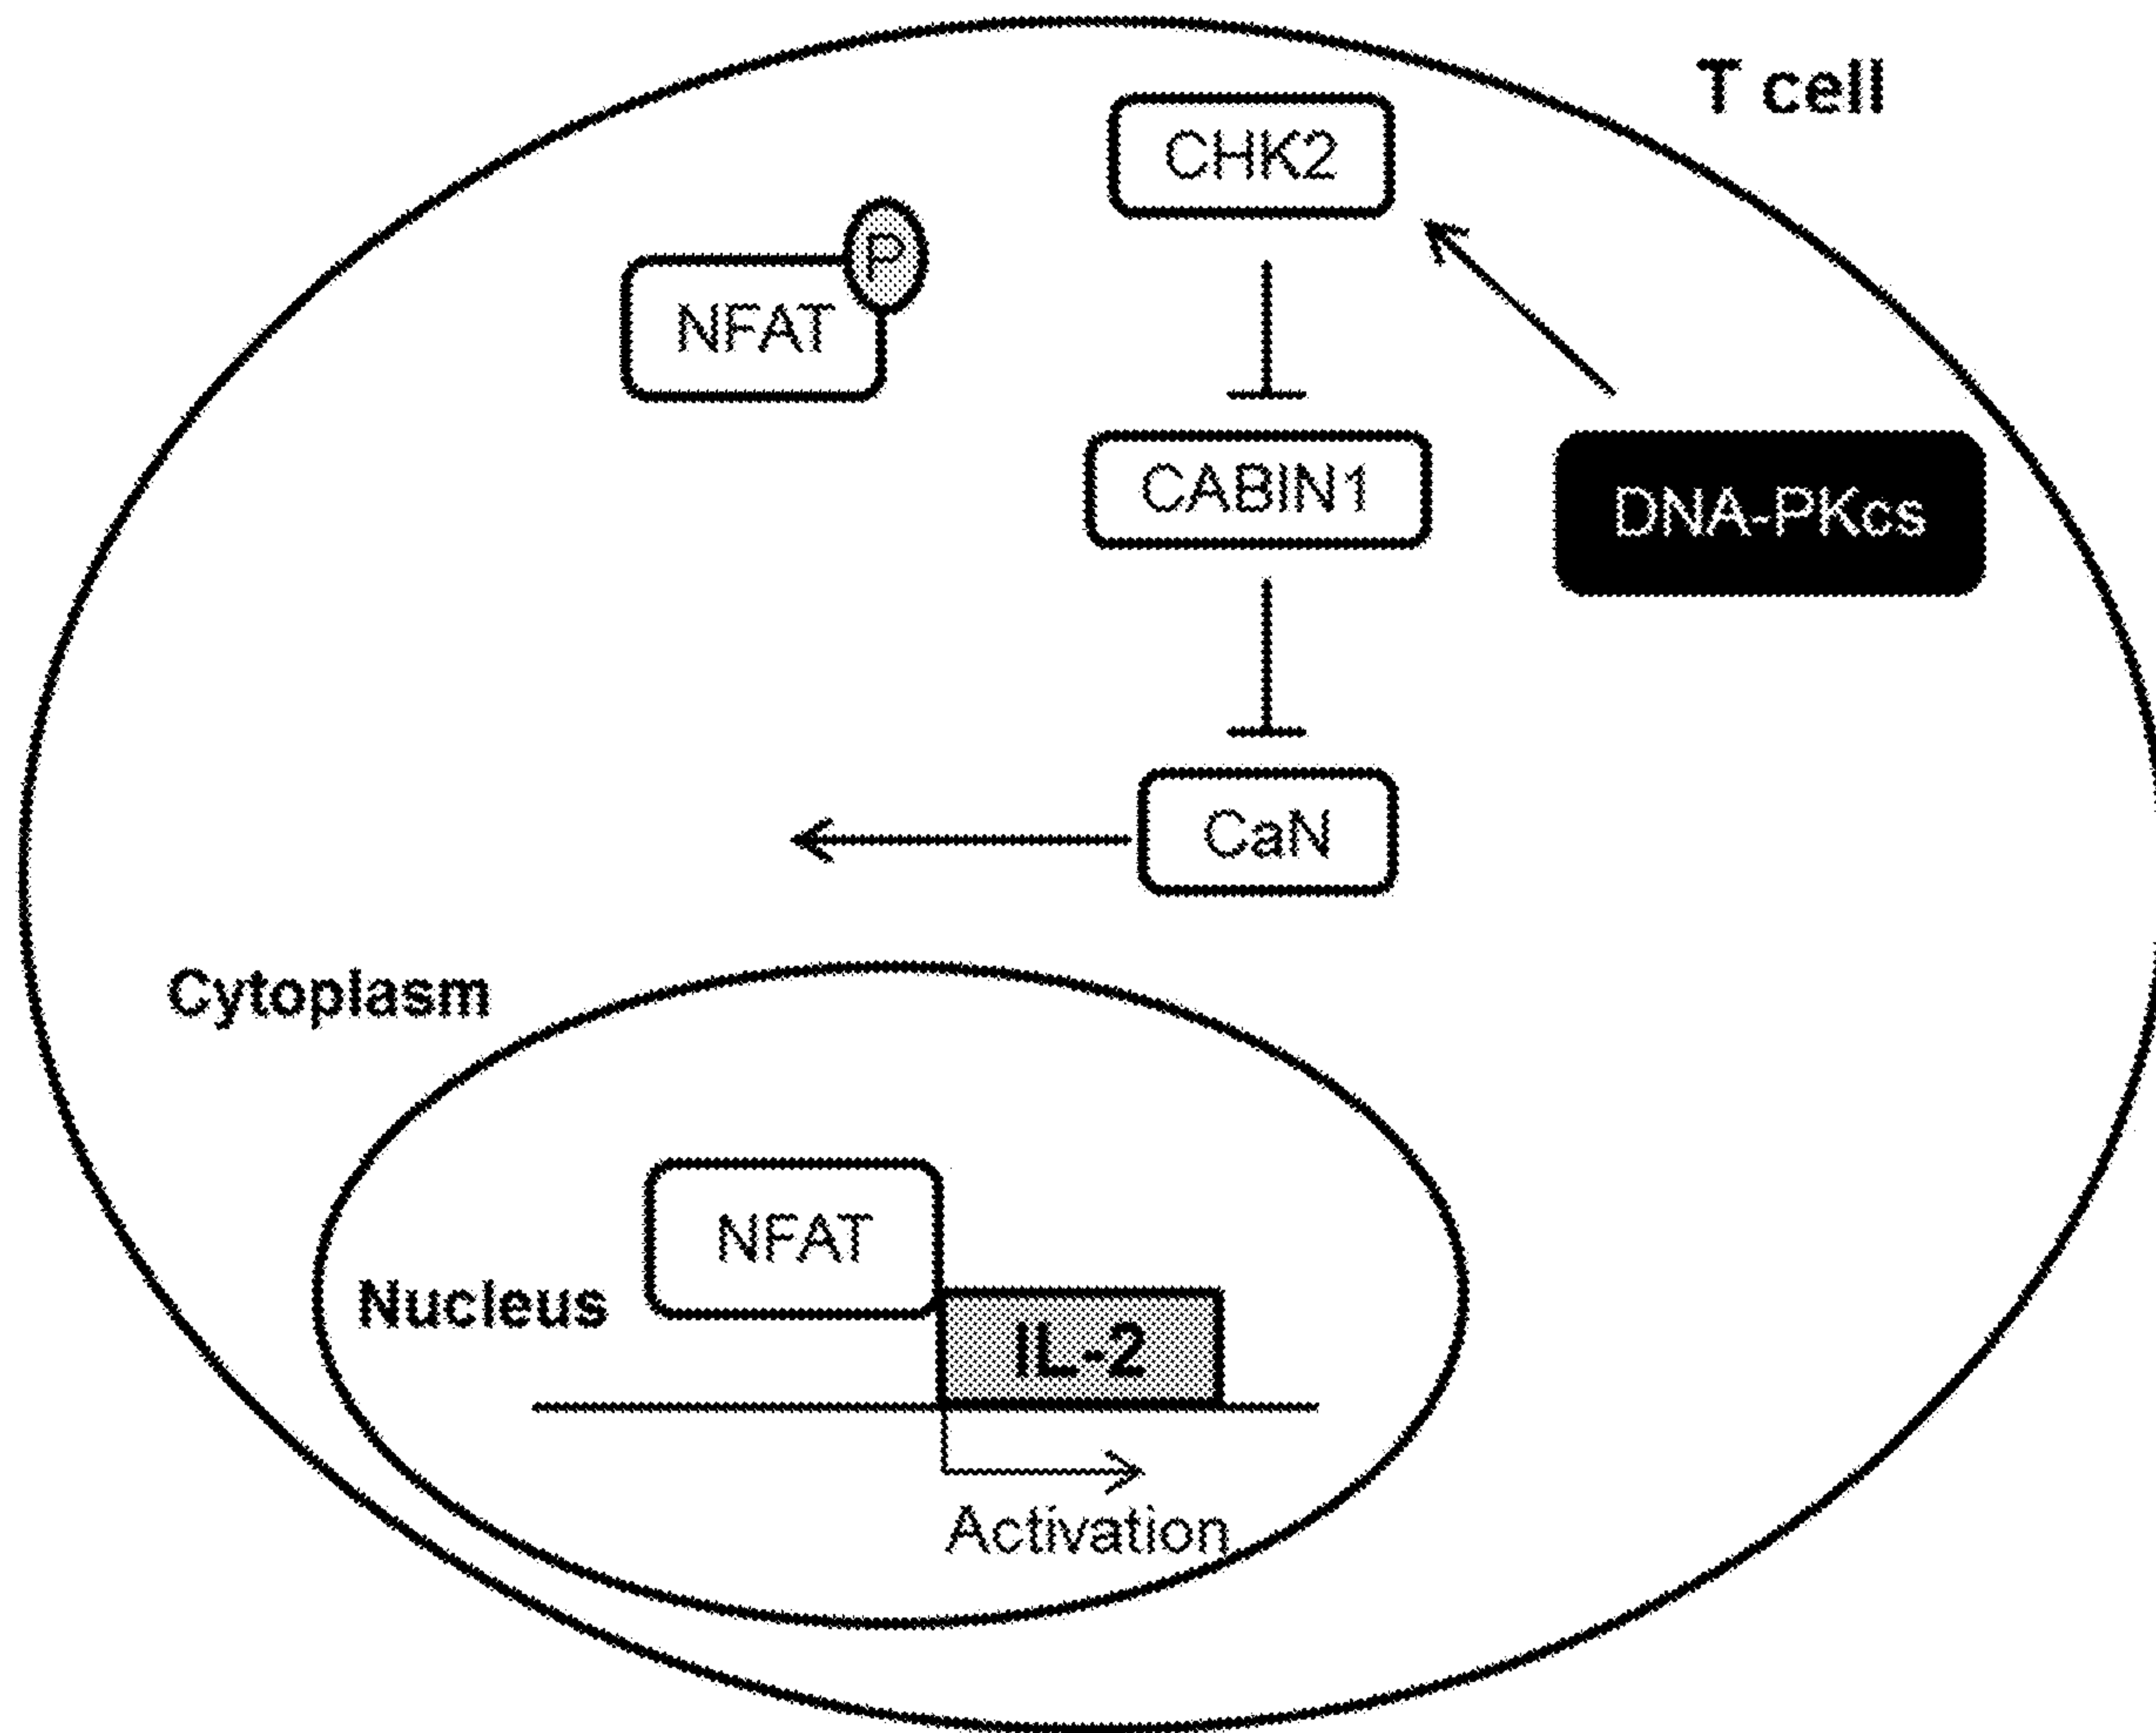 T cell
CHK2
P
NFAT
CABIN1
DNA-PKcs
CaN
Cytoplasm
NFAT
Nucleus
IL-2
Activation